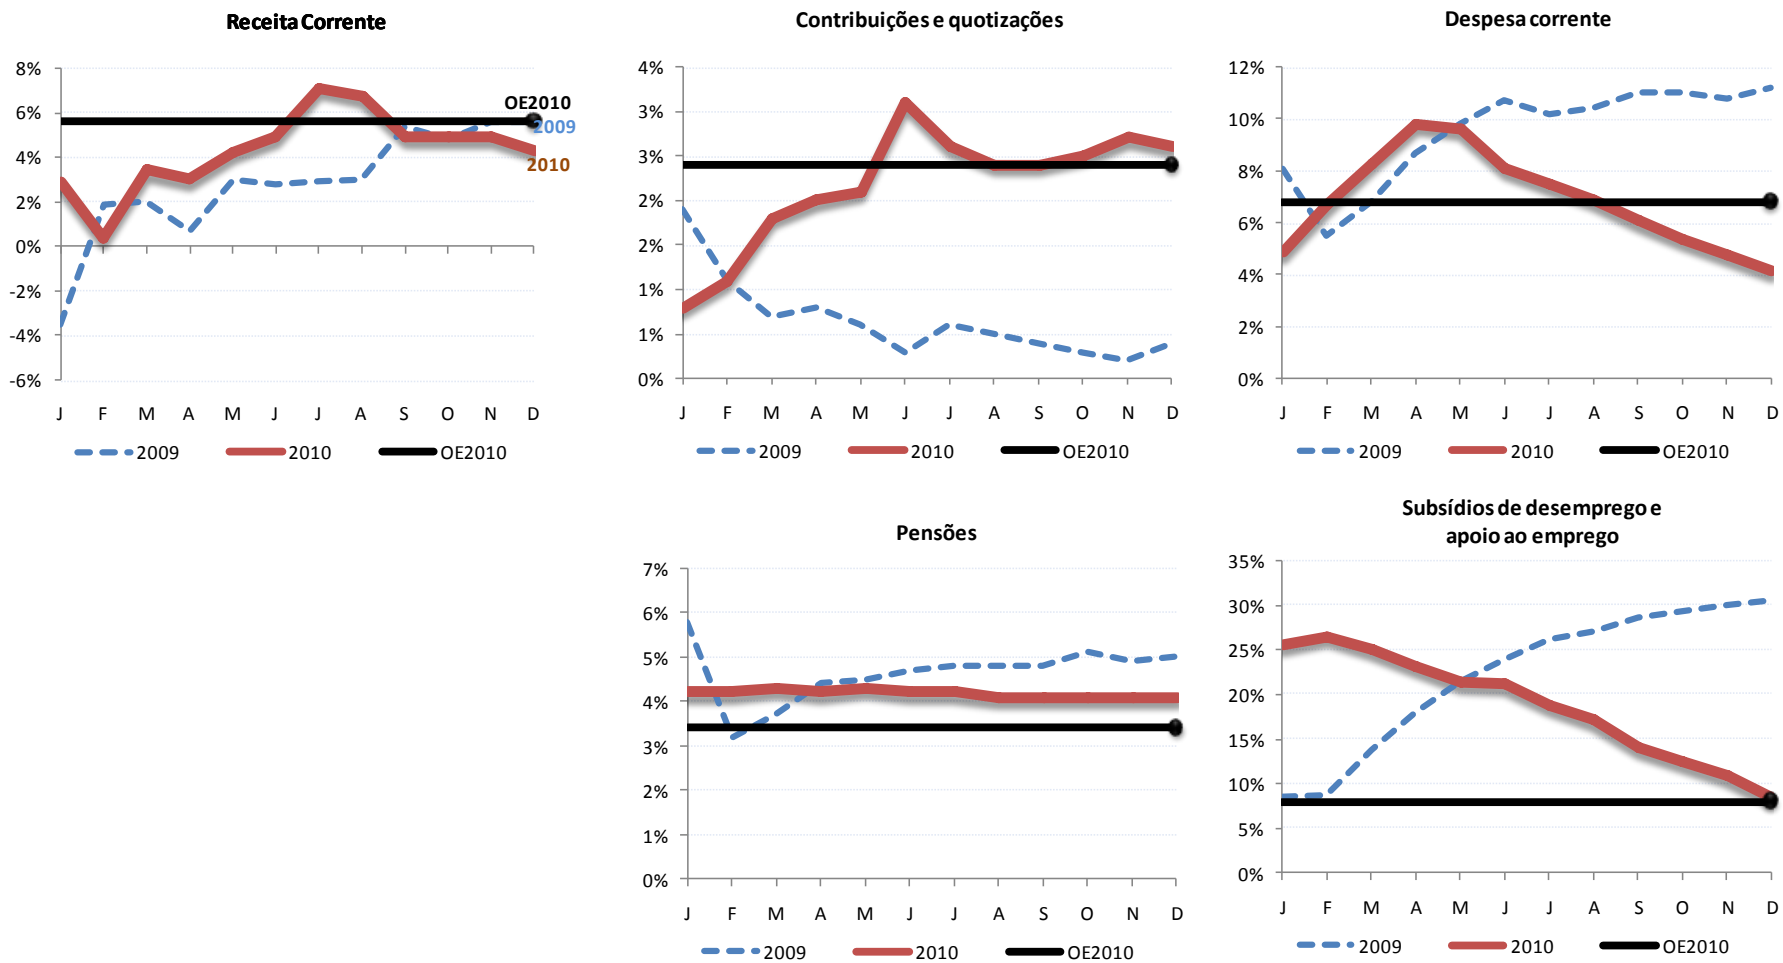 Receita Corrente
8%
6%
4%
2%
0%
-2%
-4%
-6%
OE2010
2009
2010
J F M A M J J A S O N D
2009 2010 OE2010
Contribuições e quotizações
4%
3%
3%
2%
2%
1%
1%
0%
J F M A M J J A S O N D
2009 2010 OE2010
Despesa corrente
12%
10%
8%
6%
4%
2%
0%
J F M A M J J A S O N D
2009 2010 OE2010
Pensões
7%
6%
5%
4%
3%
2%
1%
0%
J F M A M J J A S O N D
2009 2010 OE2010
Subsídios de desemprego e
apoio ao emprego
35%
30%
25%
20%
15%
10%
5%
0%
J F M A M J J A S O N D
2009 2010 OE2010